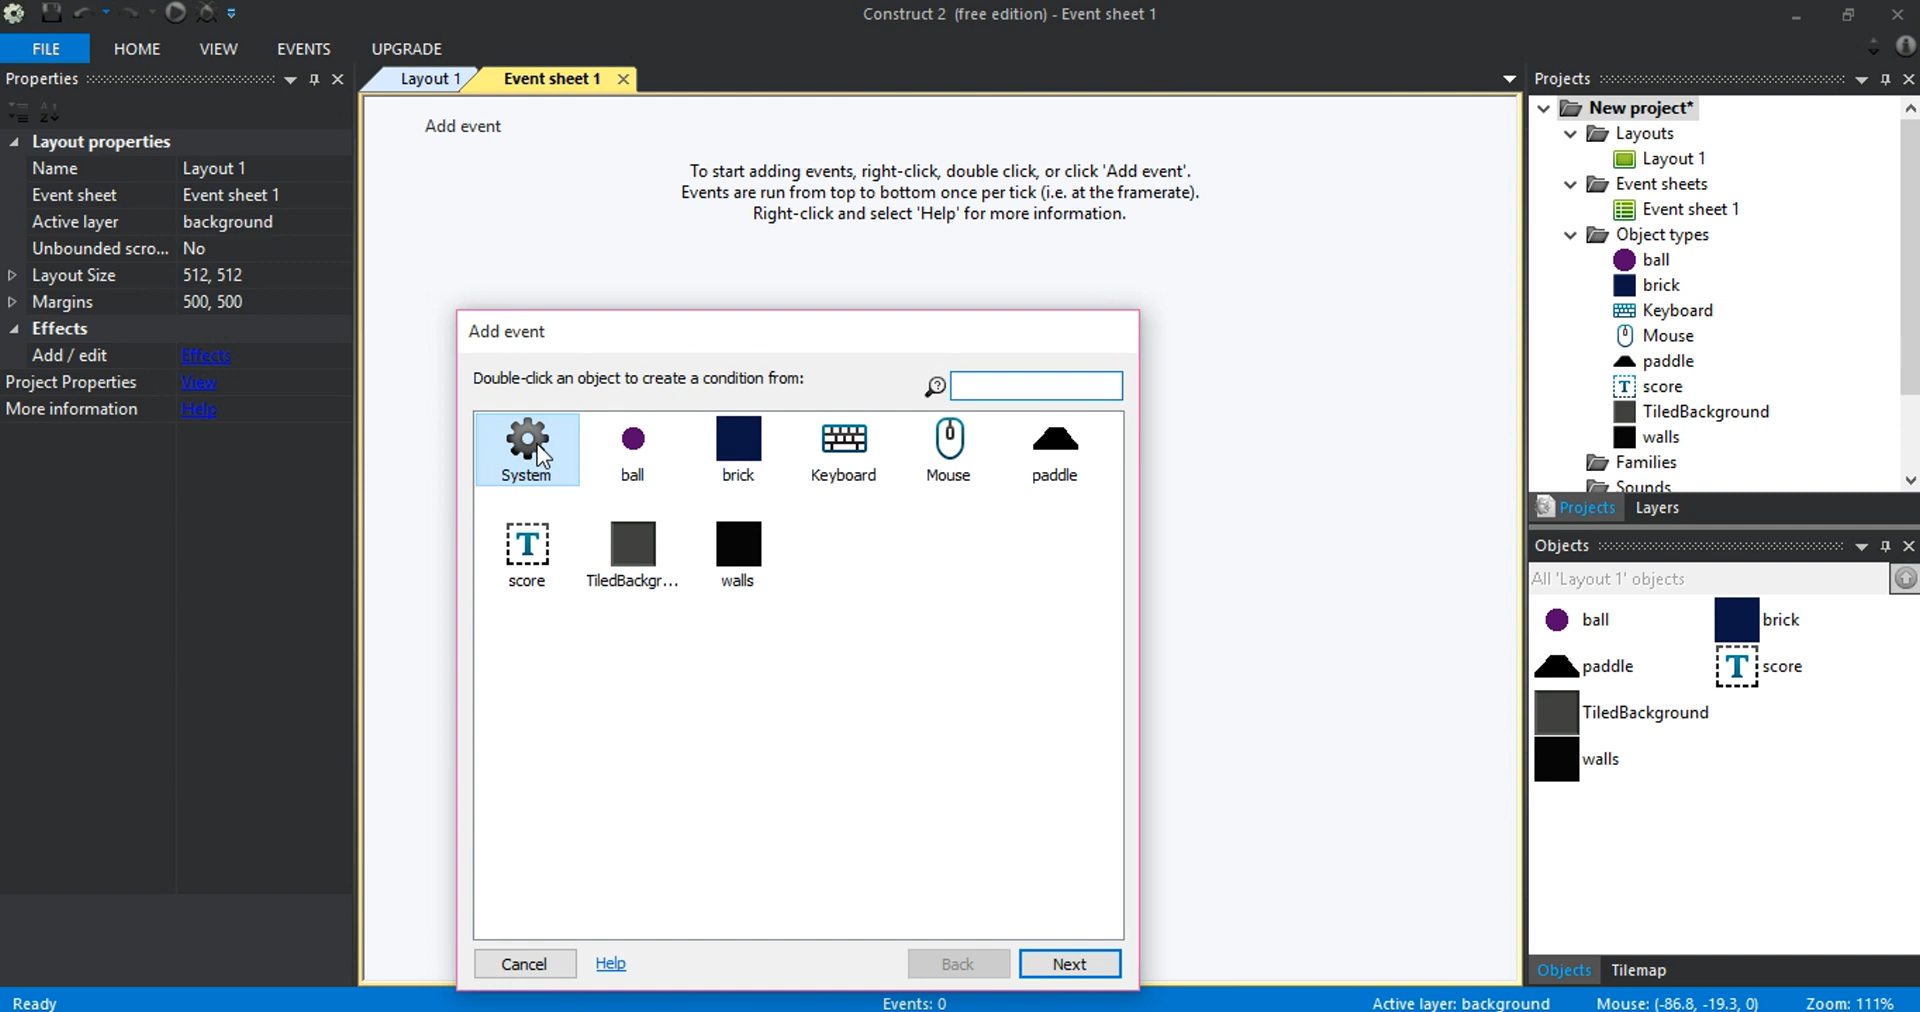 Construct 2 (free edition) - Event sheet 1
FILE HOME VIEW EVENTS UPGRADE
Properties
Layout properties
Name Layout 1
Event sheet Event sheet 1
Active layer background
Unbounded scro... No
Layout Size 512, 512
Margins 500, 500
Effects
Add / edit Effects
Project Properties View
More information Help
Layout 1 Event sheet 1
Add event
To start adding events, right-click, double click, or click 'Add event'.
Events are run from top to bottom once per tick (i.e. at the framerate).
Right-click and select 'Help' for more information.
Add event
Double-click an object to create a condition from:
System ball brick Keyboard Mouse paddle
score TiledBackgr... walls
Cancel Help Back Next
Projects
New project*
Layouts
Layout 1
Event sheets
Event sheet 1
Object types
ball
brick
Keyboard
Mouse
paddle
score
TiledBackground
walls
Families
Sounds
Projects Layers
Objects
All 'Layout 1' objects
ball brick
paddle score
TiledBackground
walls
Objects Tilemap
Ready Events: 0 Active layer: background Mouse: (-86.8, -19.3, 0) Zoom: 111%